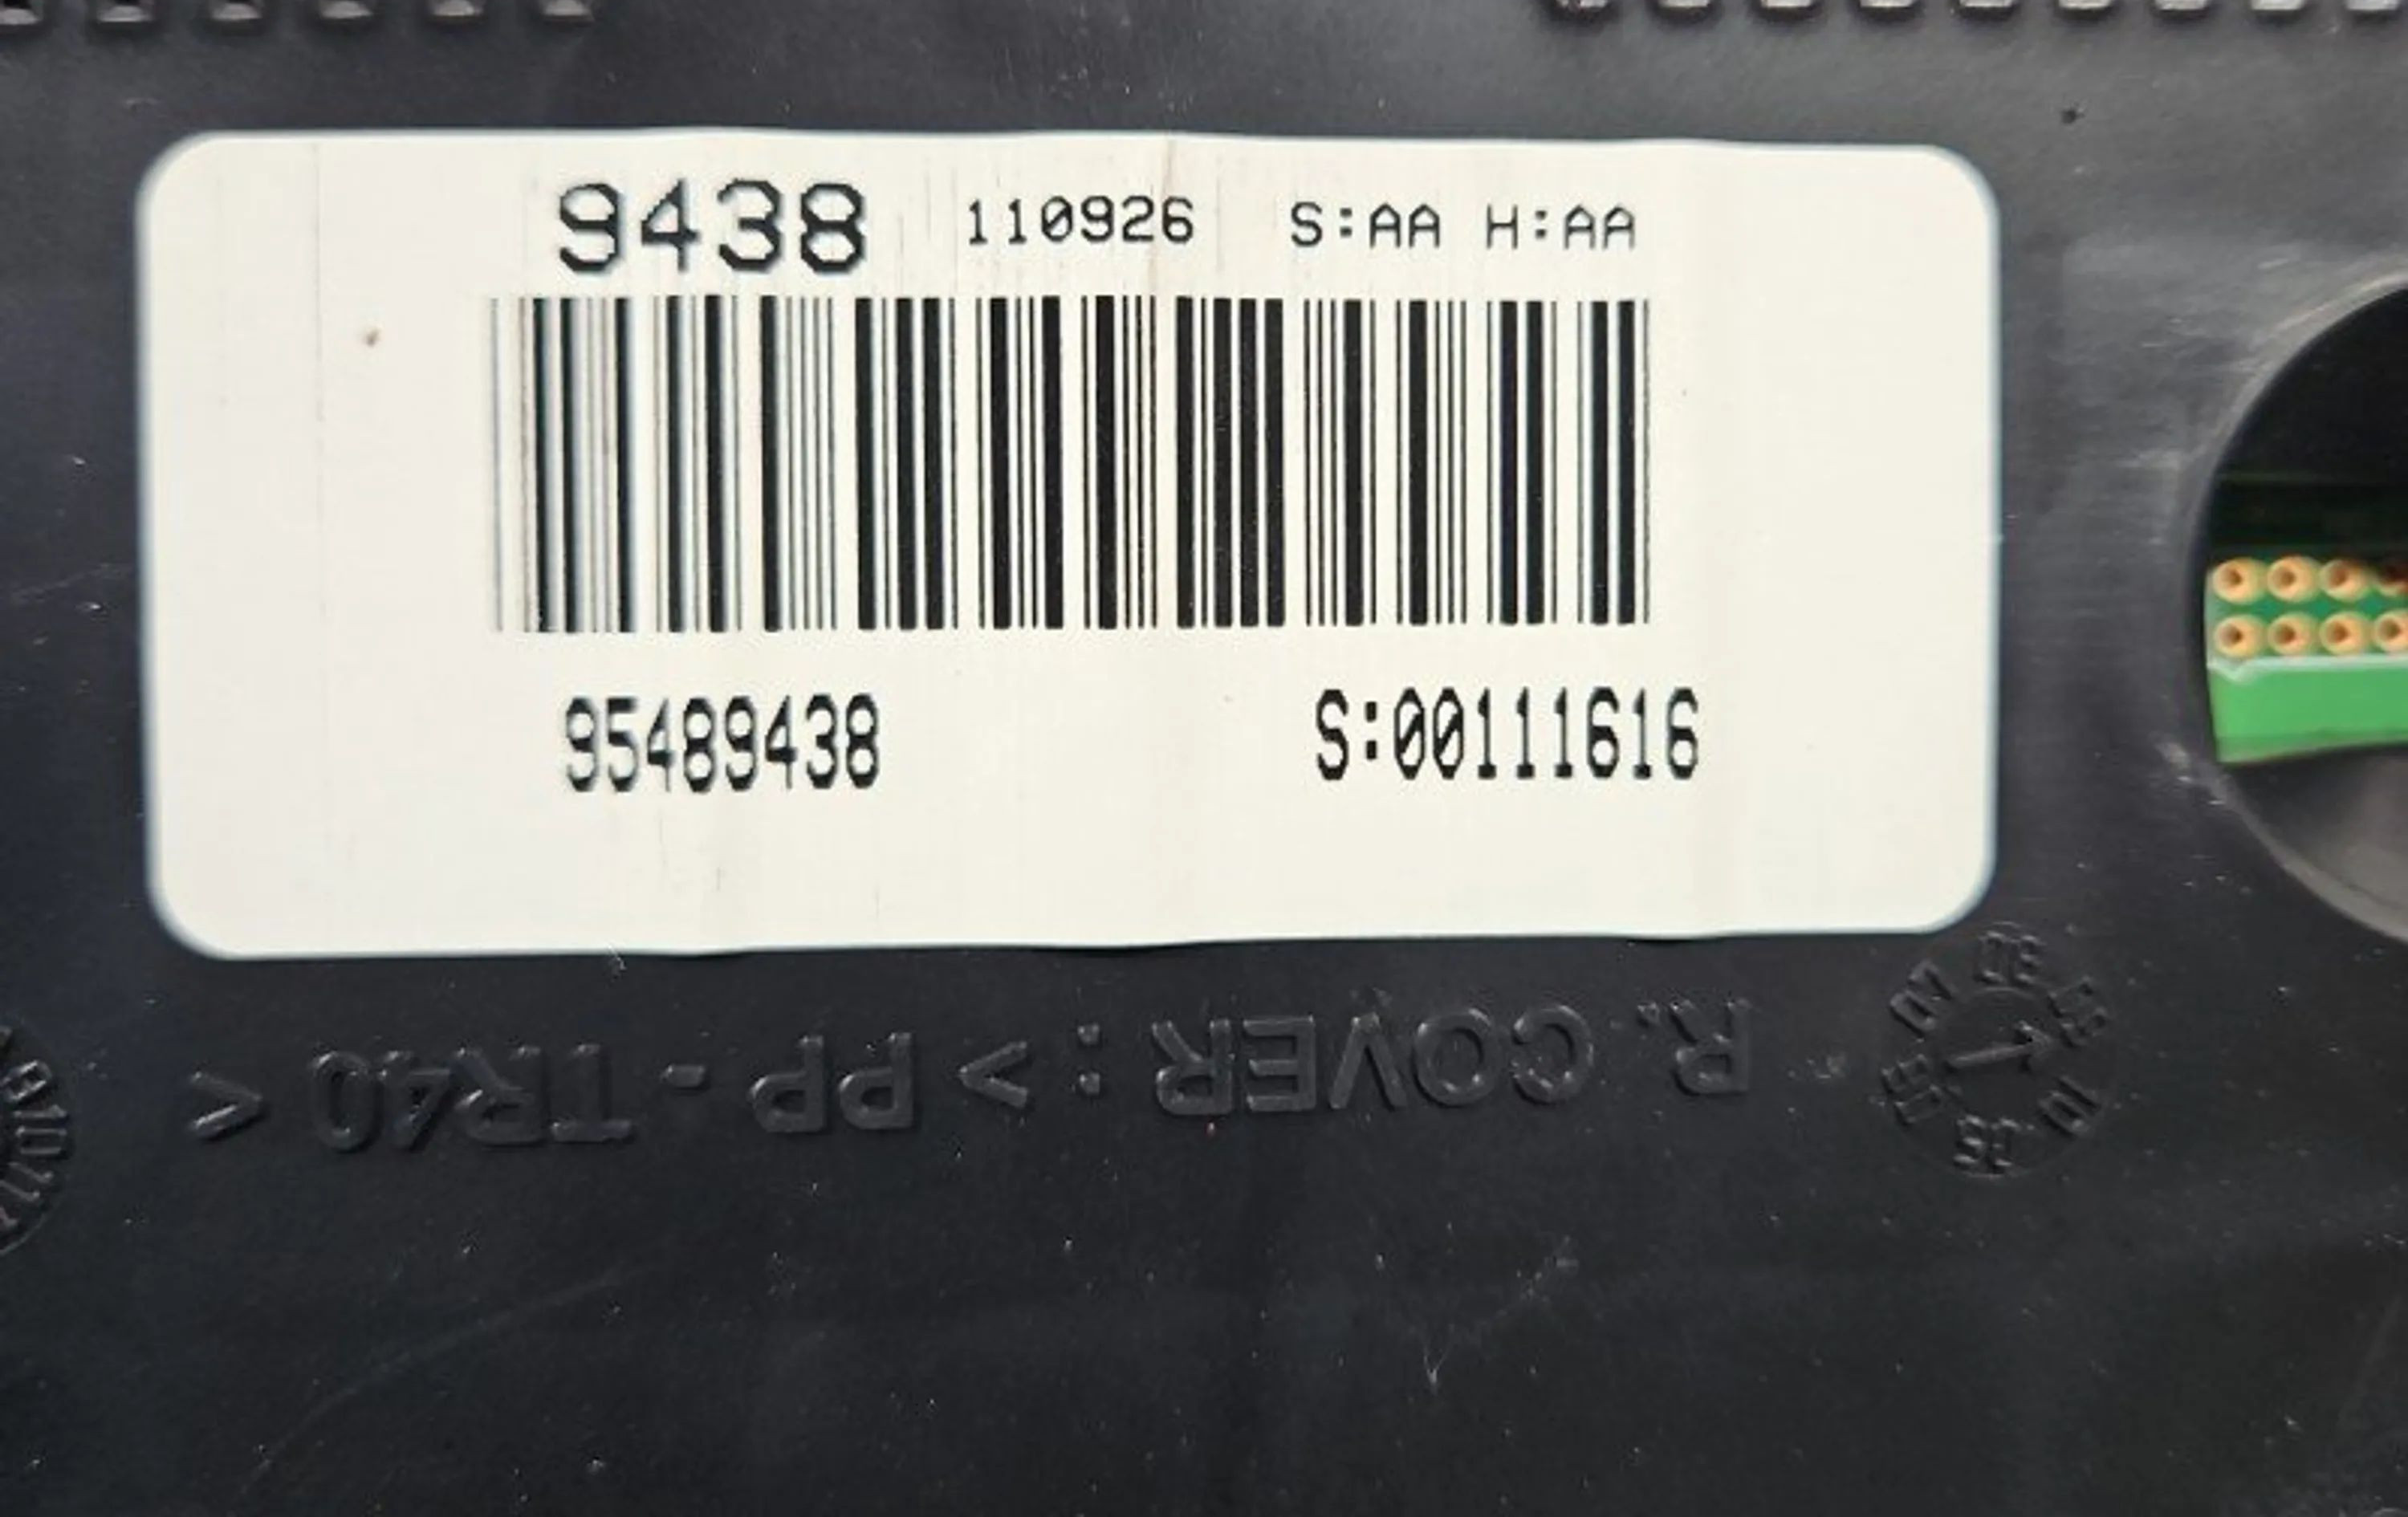 9438 110926 S:AA H:AA
95489438 S:00111616
R. COVER : > PP - TR40 <